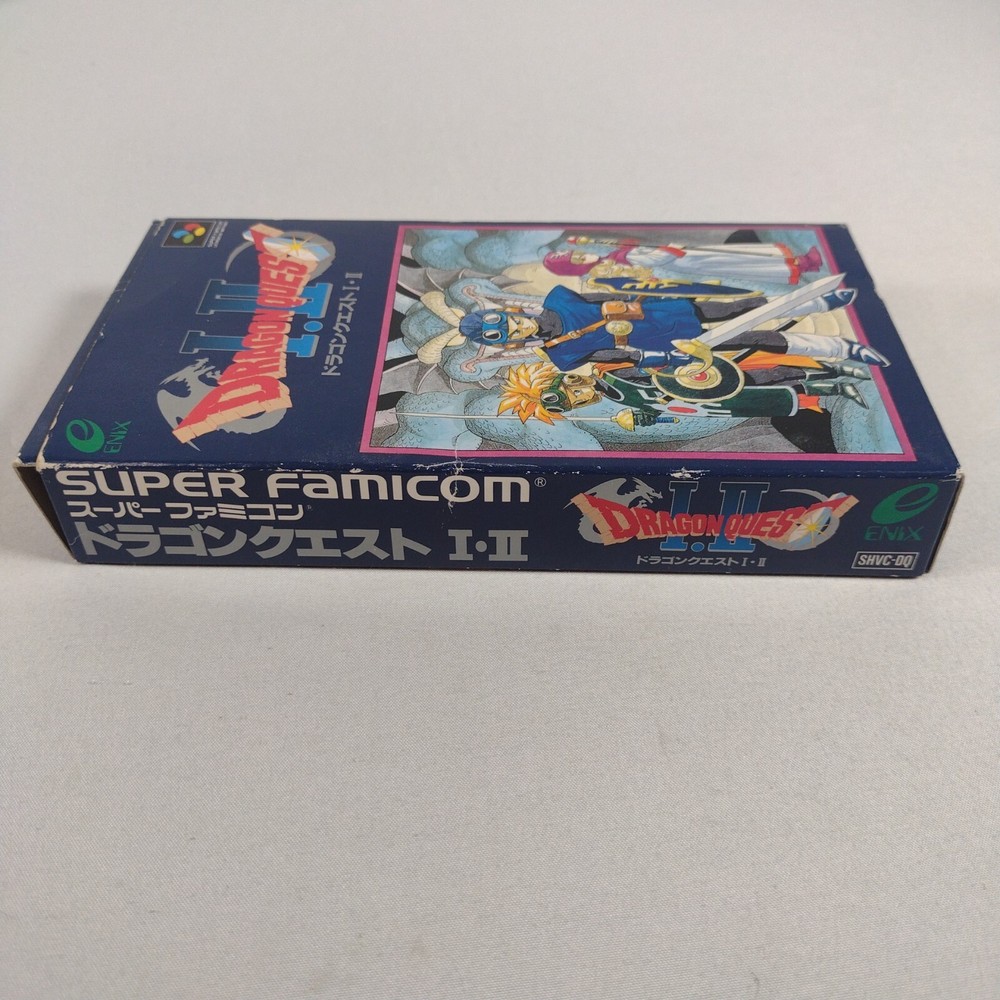 DRAGON QUEST
I・II
ドラゴンクエストI・II
ENIX
SUPER FAMICOM®
スーパーファミコン
ドラゴンクエスト I・II
DRAGON QUEST
I・II
ドラゴンクエストI・II
ENIX
SHVC-DQ